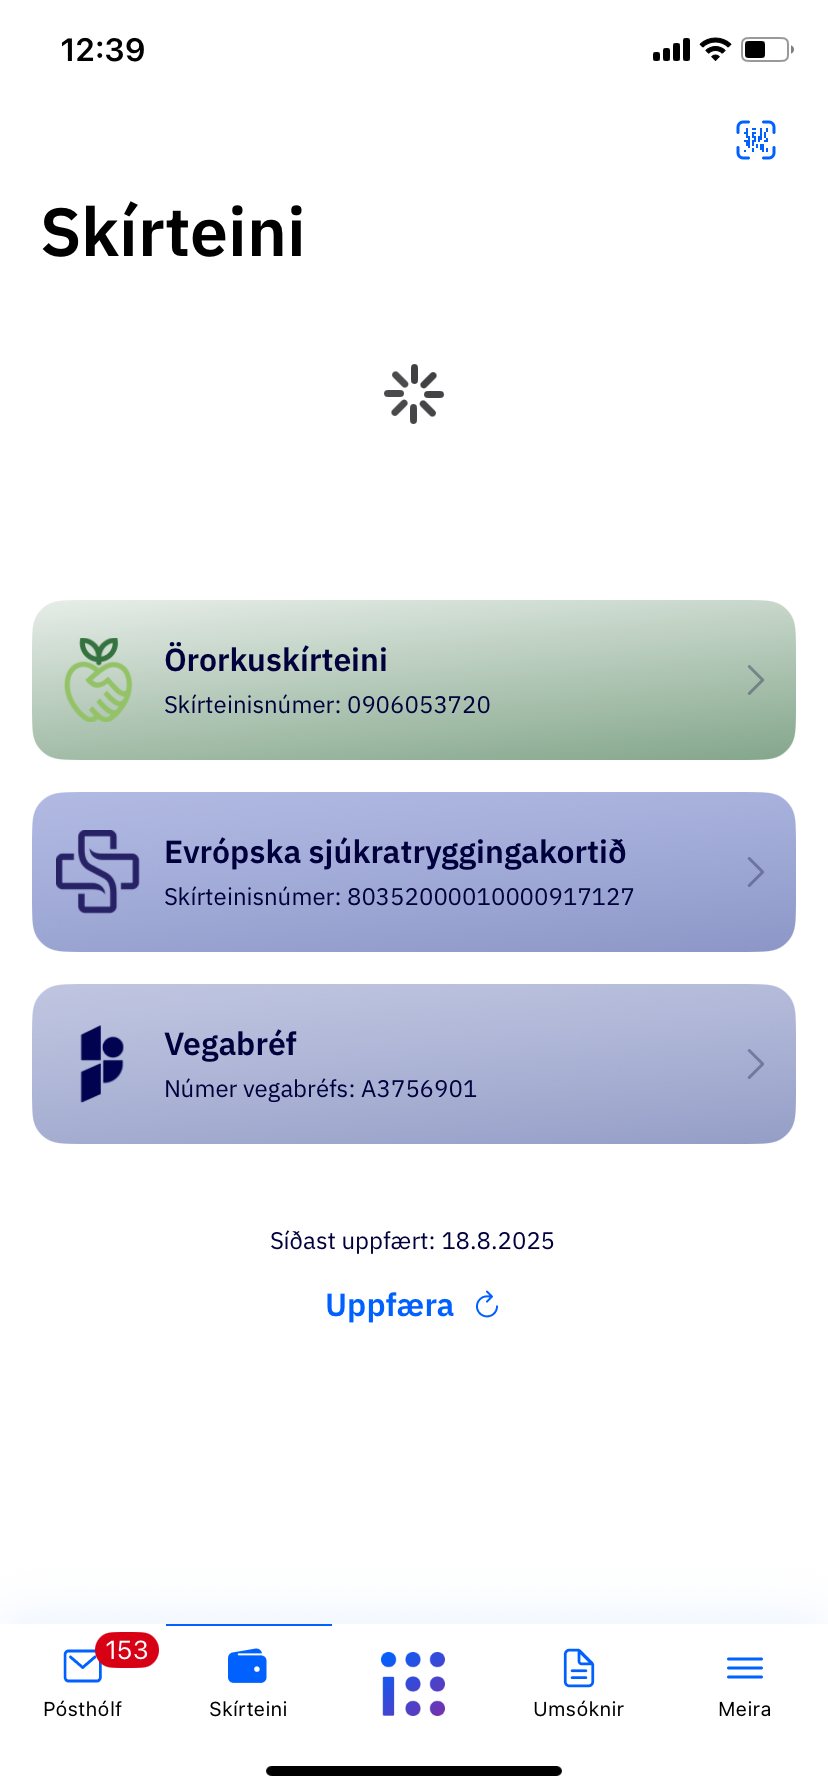 12:39
Skírteini
Örorkuskírteini
Skírteinisnúmer: 0906053720
Evrópska sjúkratryggingakortið
Skírteinisnúmer: 80352000010000917127
Vegabréf
Númer vegabréfs: A3756901
Síðast uppfært: 18.8.2025
Uppfæra
153
Pósthólf
Skírteini
Umsóknir
Meira